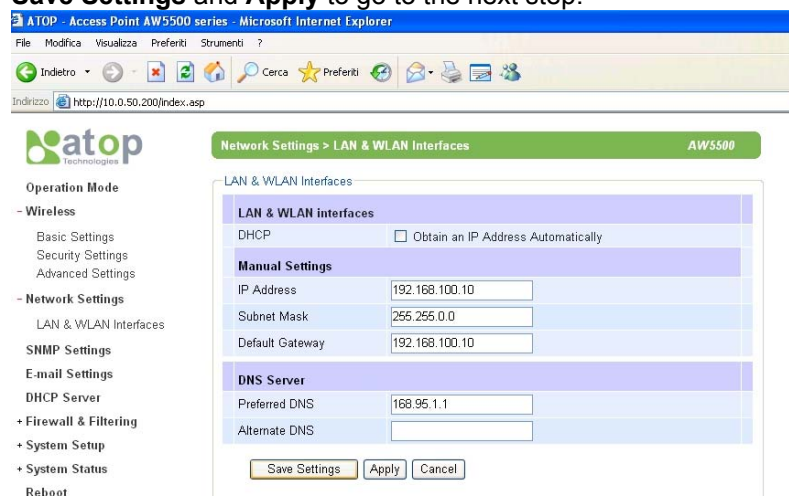 Save Settings and Apply to go to the next step.
ATOP - Access Point AW5500 series - Microsoft Internet Explorer
File Modifica Visualizza Preferiti Strumenti ?
Indietro Cerca Preferiti
Indirizzo http://10.0.50.200/index.asp
atop
Technologies
Network Settings > LAN & WLAN Interfaces AW5500
Operation Mode
- Wireless
Basic Settings
Security Settings
Advanced Settings
- Network Settings
LAN & WLAN Interfaces
SNMP Settings
E-mail Settings
DHCP Server
+ Firewall & Filtering
+ System Setup
+ System Status
Reboot
LAN & WLAN Interfaces
LAN & WLAN interfaces
DHCP Obtain an IP Address Automatically
Manual Settings
IP Address 192.168.100.10
Subnet Mask 255.255.0.0
Default Gateway 192.168.100.10
DNS Server
Preferred DNS 168.95.1.1
Alternate DNS
Save Settings Apply Cancel